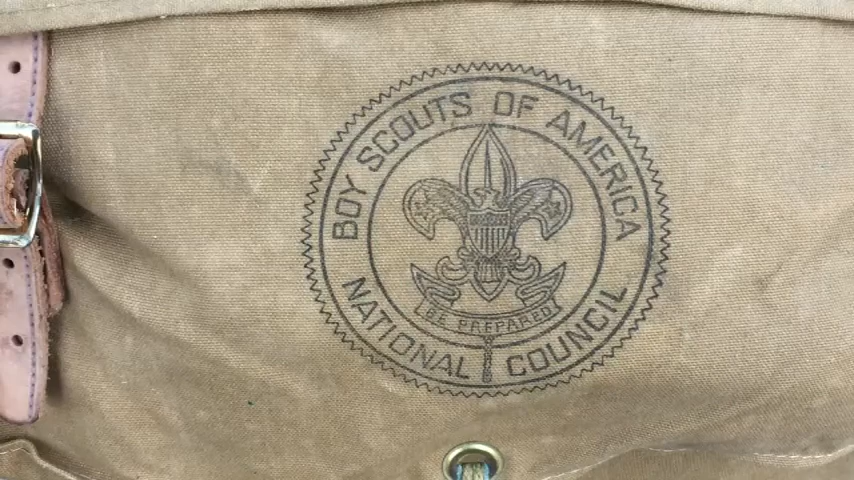 BOY SCOUTS OF AMERICA
BE PREPARED
NATIONAL COUNCIL